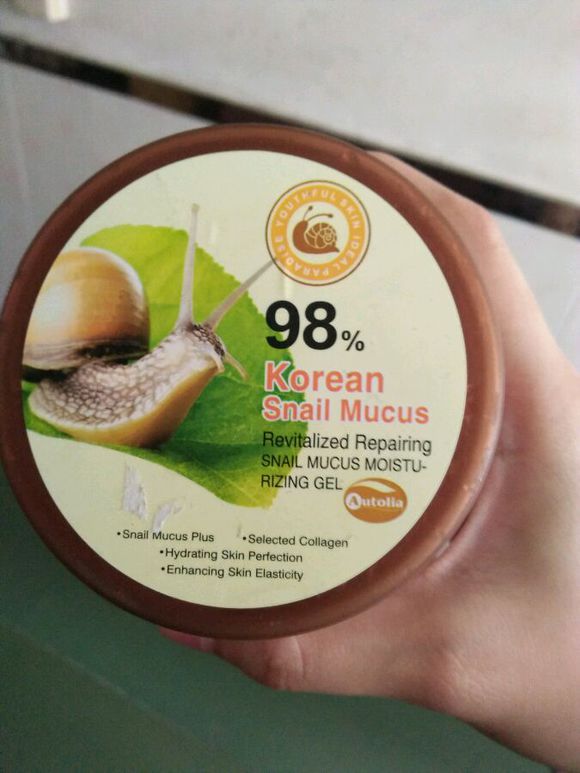 YOUTHFUL SKIN IDEAL PARADISE
98%
Korean
Snail Mucus
Revitalized Repairing
SNAIL MUCUS MOISTU-
RIZING GEL
Autolia
•Snail Mucus Plus •Selected Collagen
•Hydrating Skin Perfection
•Enhancing Skin Elasticity